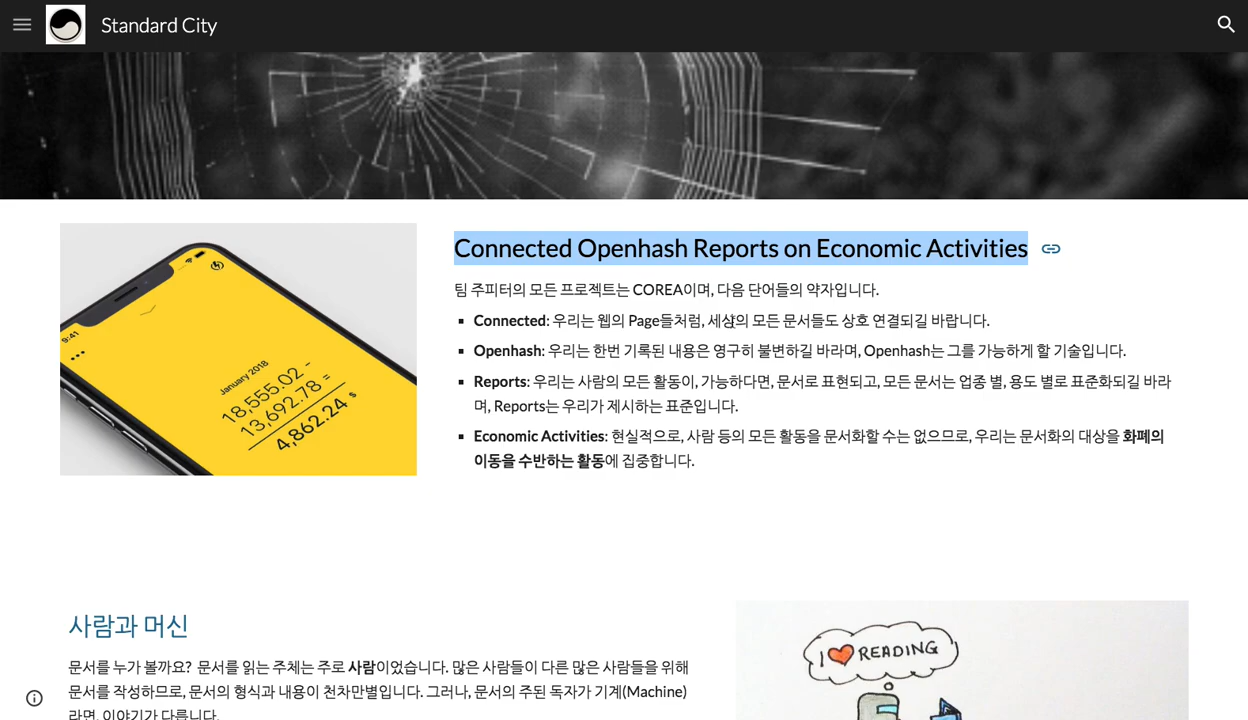 Standard City
Connected Openhash Reports on Economic Activities
팀 주피터의 모든 프로젝트는 COREA이며, 다음 단어들의 약자입니다.
Connected: 우리는 웹의 Page들처럼, 세상의 모든 문서들도 상호 연결되길 바랍니다.
Openhash: 우리는 한번 기록된 내용은 영구히 불변하길 바라며, Openhash는 그를 가능하게 할 기술입니다.
Reports: 우리는 사람의 모든 활동이, 가능하다면, 문서로 표현되고, 모든 문서는 업종 별, 용도 별로 표준화되길 바라
며, Reports는 우리가 제시하는 표준입니다.
Economic Activities: 현실적으로, 사람 등의 모든 활동을 문서화할 수는 없으므로, 우리는 문서화의 대상을 화폐의
이동을 수반하는 활동에 집중합니다.
9:41
January 2018
18,555.02 -
13,692.78 =
4,862.24 $
사람과 머신
문서를 누가 볼까요? 문서를 읽는 주체는 주로 사람이었습니다. 많은 사람들이 다른 많은 사람들을 위해
문서를 작성하므로, 문서의 형식과 내용이 천차만별입니다. 그러나, 문서의 주된 독자가 기계(Machine)
라면, 이야기가 다릅니다.
I READING